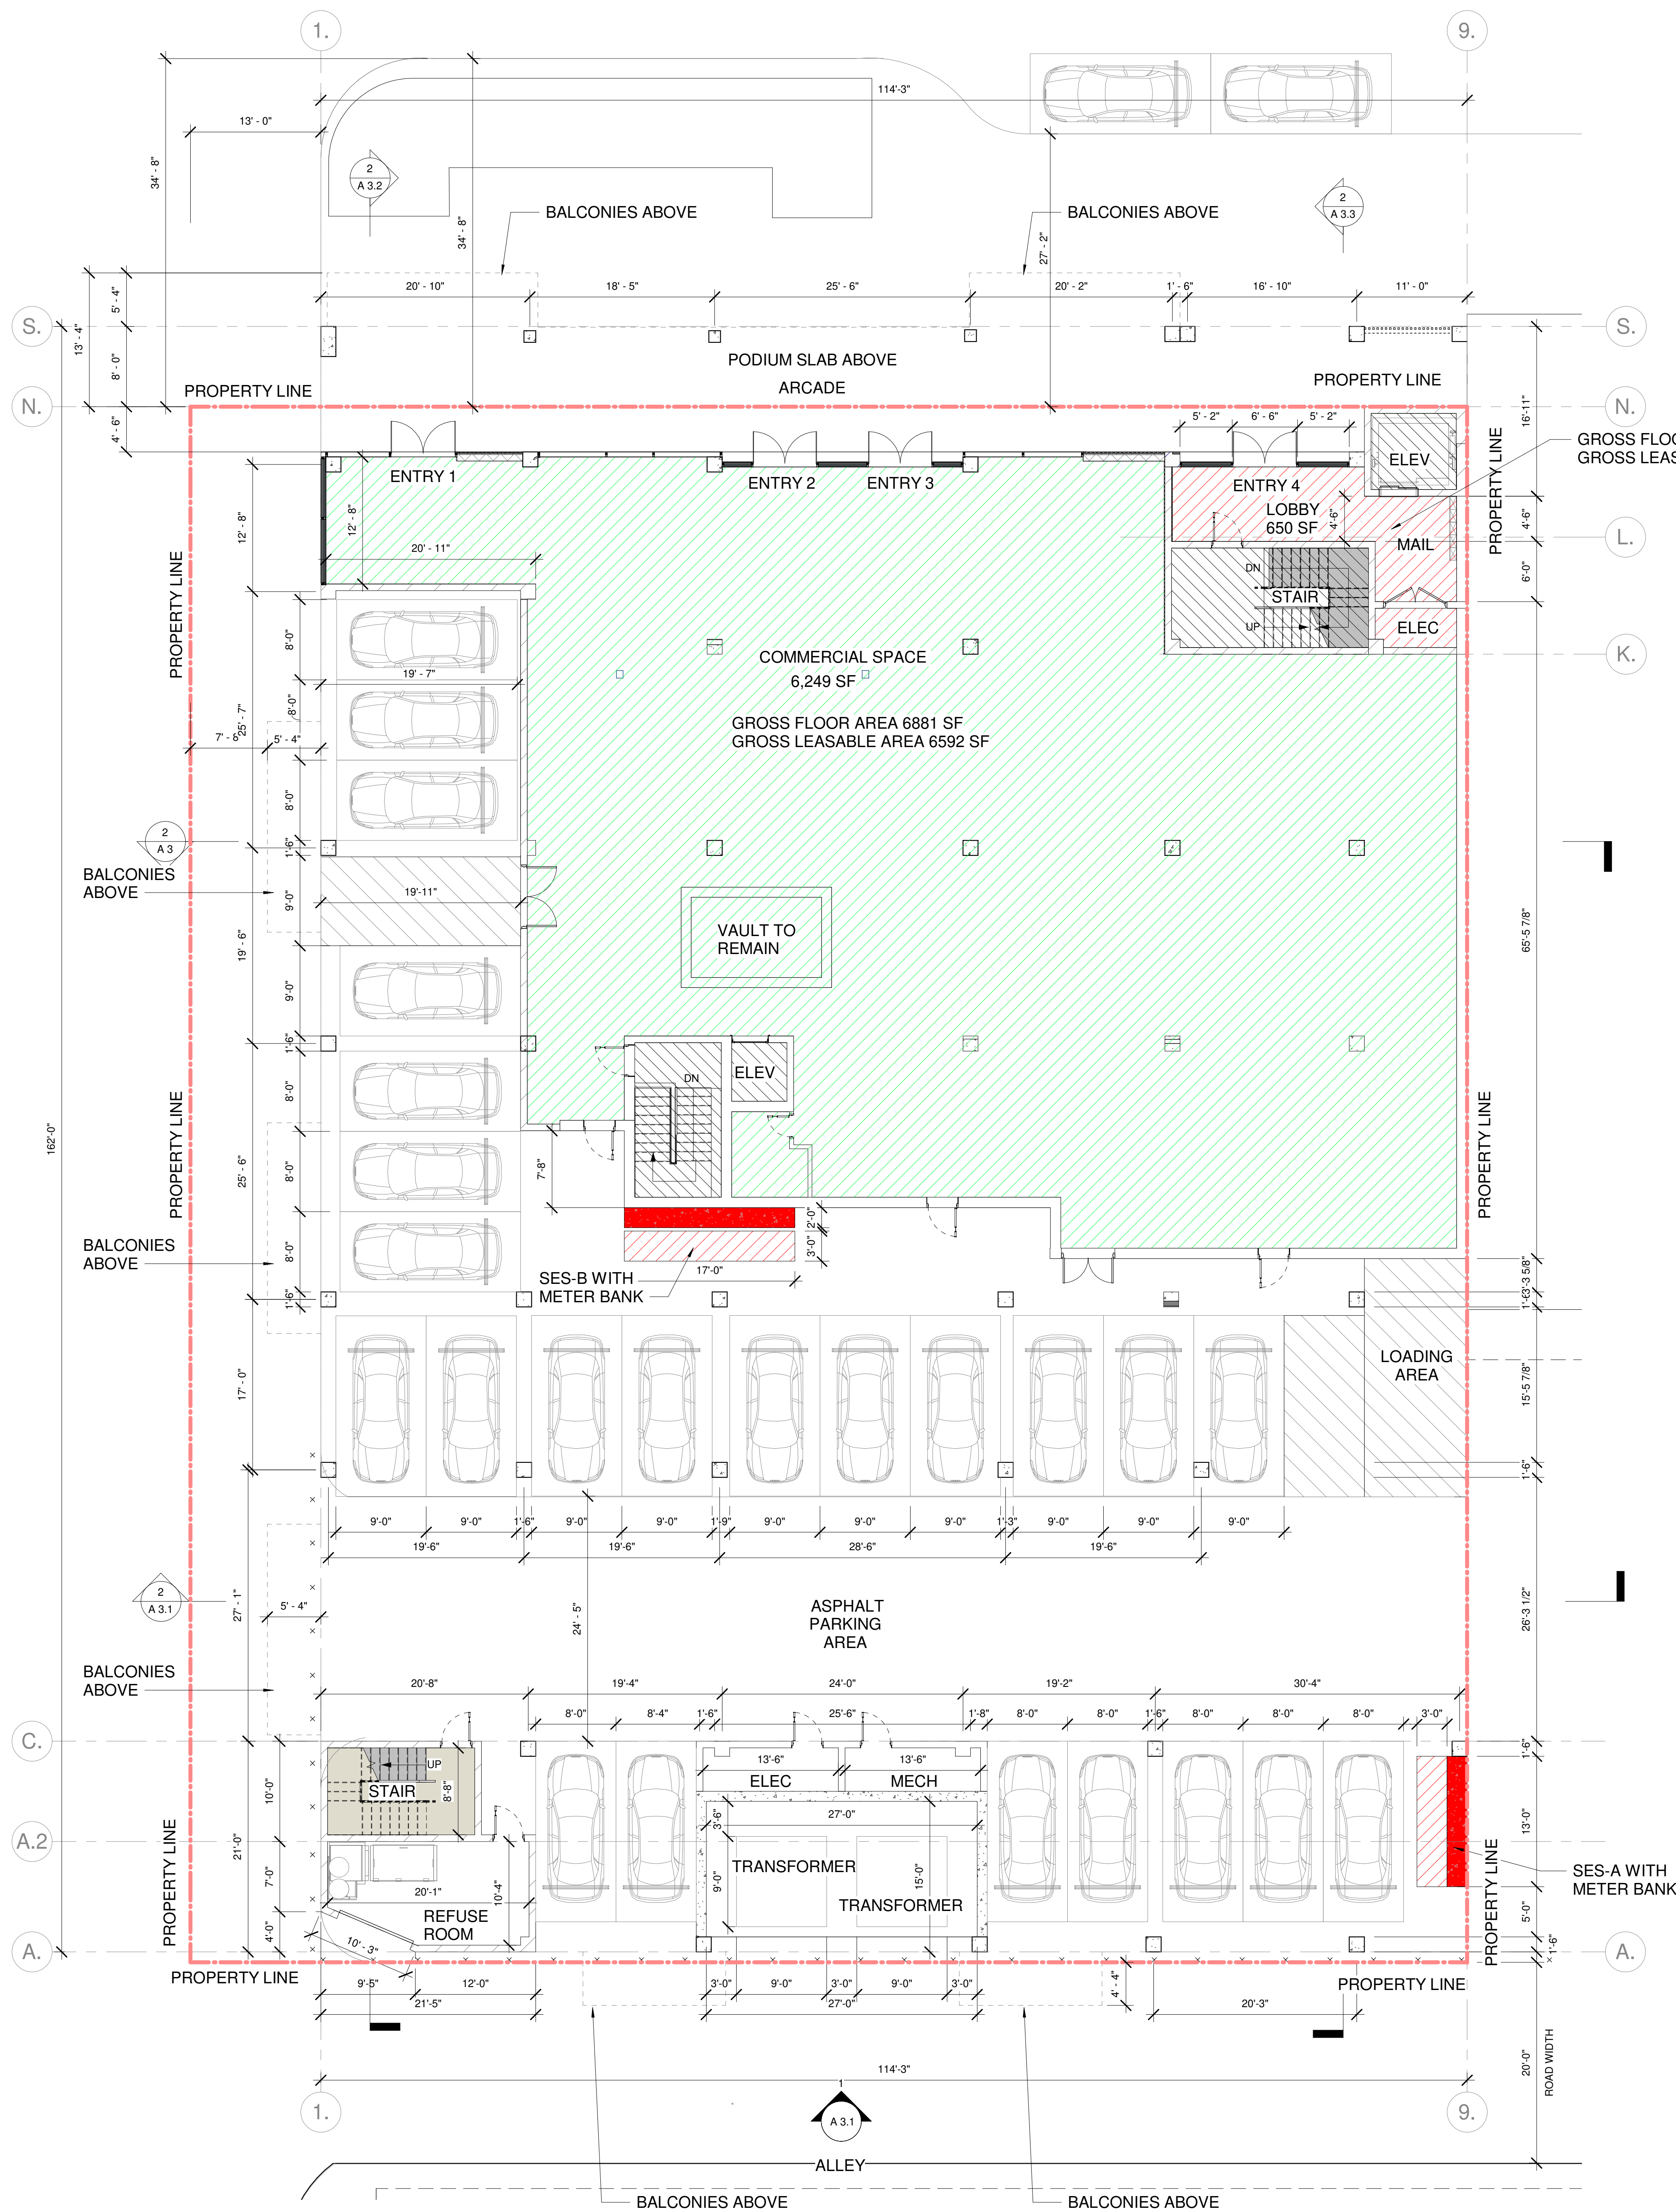 1.
9.
114'-3"
13' - 0"
34' - 8"
34' - 8"
27' - 2"
2
A 3.2
2
A 3.3
BALCONIES ABOVE
BALCONIES ABOVE
20' - 10"
18' - 5"
25' - 6"
20' - 2"
1' - 6"
16' - 10"
11' - 0"
5' - 4"
13' - 4"
8' - 0"
4' - 6"
S.
S.
PODIUM SLAB ABOVE
ARCADE
PROPERTY LINE
PROPERTY LINE
N.
N.
16'-11"
5' - 2"
6' - 6"
5' - 2"
ELEV
PROPERTY LINE
GROSS FLOO
GROSS LEAS
ENTRY 1
ENTRY 2
ENTRY 3
ENTRY 4
LOBBY
650 SF
4'-6"
4'-6"
MAIL
L.
12' - 8"
12' - 8"
20' - 11"
6'-0"
DN
STAIR
UP
ELEC
K.
PROPERTY LINE
8'-0"
19' - 7"
8'-0"
25' - 7"
7' - 8"
5' - 4"
8'-0"
COMMERCIAL SPACE
6,249 SF
GROSS FLOOR AREA 6881 SF
GROSS LEASABLE AREA 6592 SF
2
A 3
1'-6"
BALCONIES
ABOVE
9'-0"
19'-11"
19' - 6"
9'-0"
1'-6"
VAULT TO
REMAIN
65'-5 7/8"
162'-0"
PROPERTY LINE
PROPERTY LINE
8'-0"
8'-0"
8'-0"
1'-6"
25' - 6"
DN
ELEV
7'-8"
2'-0"
3'-0"
17'-0"
BALCONIES
ABOVE
SES-B WITH
METER BANK
3'-3 5/8"
1'-6"
LOADING
AREA
15'-5 7/8"
1'-6"
17' - 0"
9'-0"
9'-0"
1'-6"
9'-0"
9'-0"
1'-9"
9'-0"
9'-0"
9'-0"
1'-3"
9'-0"
9'-0"
9'-0"
19'-6"
19'-6"
28'-6"
19'-6"
2
A 3.1
5' - 4"
27' - 1"
24' - 5"
ASPHALT
PARKING
AREA
26'-3 1/2"
BALCONIES
ABOVE
20'-8"
19'-4"
24'-0"
19'-2"
30'-4"
8'-0"
8'-4"
1'-6"
25'-6"
1'-8"
8'-0"
8'-0"
1'-6"
8'-0"
8'-0"
8'-0"
3'-0"
1'-6"
C.
UP
STAIR
8'-8"
13'-6"
13'-6"
ELEC
MECH
10'-0"
21'-0"
3'-6"
27'-0"
13'-0"
A.2
PROPERTY LINE
7'-0"
20'-1"
10'-4"
9'-0"
TRANSFORMER
15'-0"
TRANSFORMER
PROPERTY LINE
SES-A WITH
METER BANK
REFUSE
ROOM
4'-0"
10' - 3"
5'-0"
1'-6"
A.
A.
PROPERTY LINE
PROPERTY LINE
9'-5"
12'-0"
21'-5"
3'-0"
9'-0"
3'-0"
9'-0"
3'-0"
27'-0"
4' - 4"
20'-3"
20'-0"
ROAD WIDTH
114'-3"
1.
9.
1
A 3.1
ALLEY
BALCONIES ABOVE
BALCONIES ABOVE